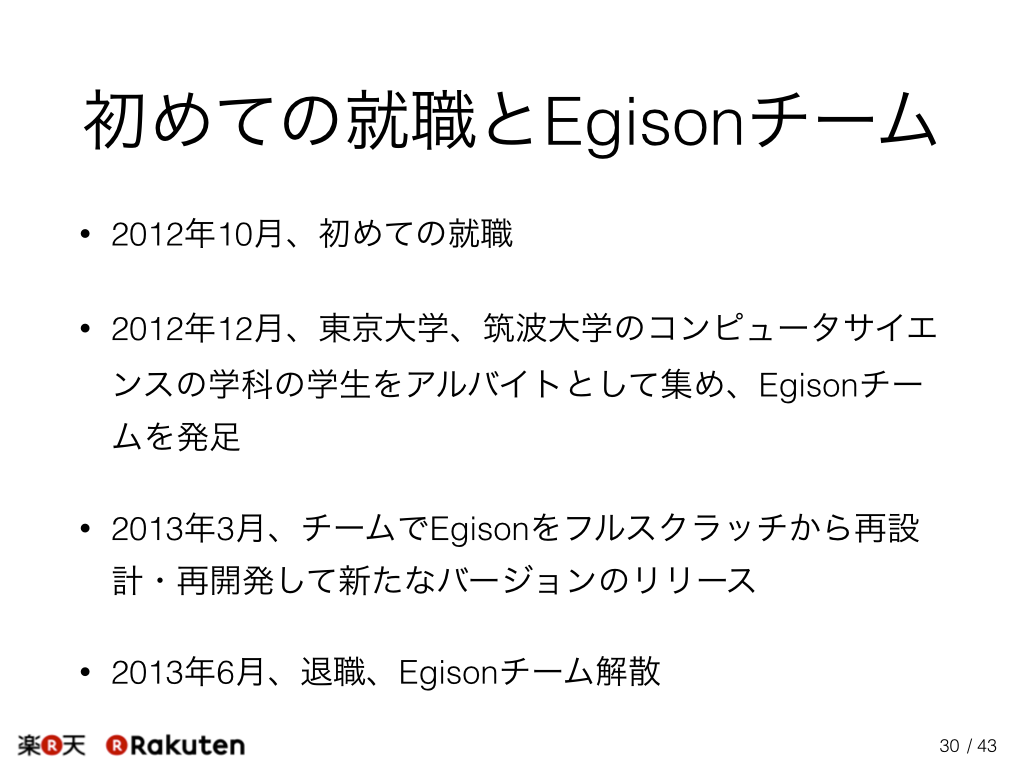 初めての就職とEgisonチーム
• 2012年10月、初めての就職
• 2012年12月、東京大学、筑波大学のコンピュータサイエ
ンスの学科の学生をアルバイトとして集め、Egisonチー
ムを発足
• 2013年3月、チームでEgisonをフルスクラッチから再設
計・再開発して新たなバージョンのリリース
• 2013年6月、退職、Egisonチーム解散
楽R天 R Rakuten
30 / 43